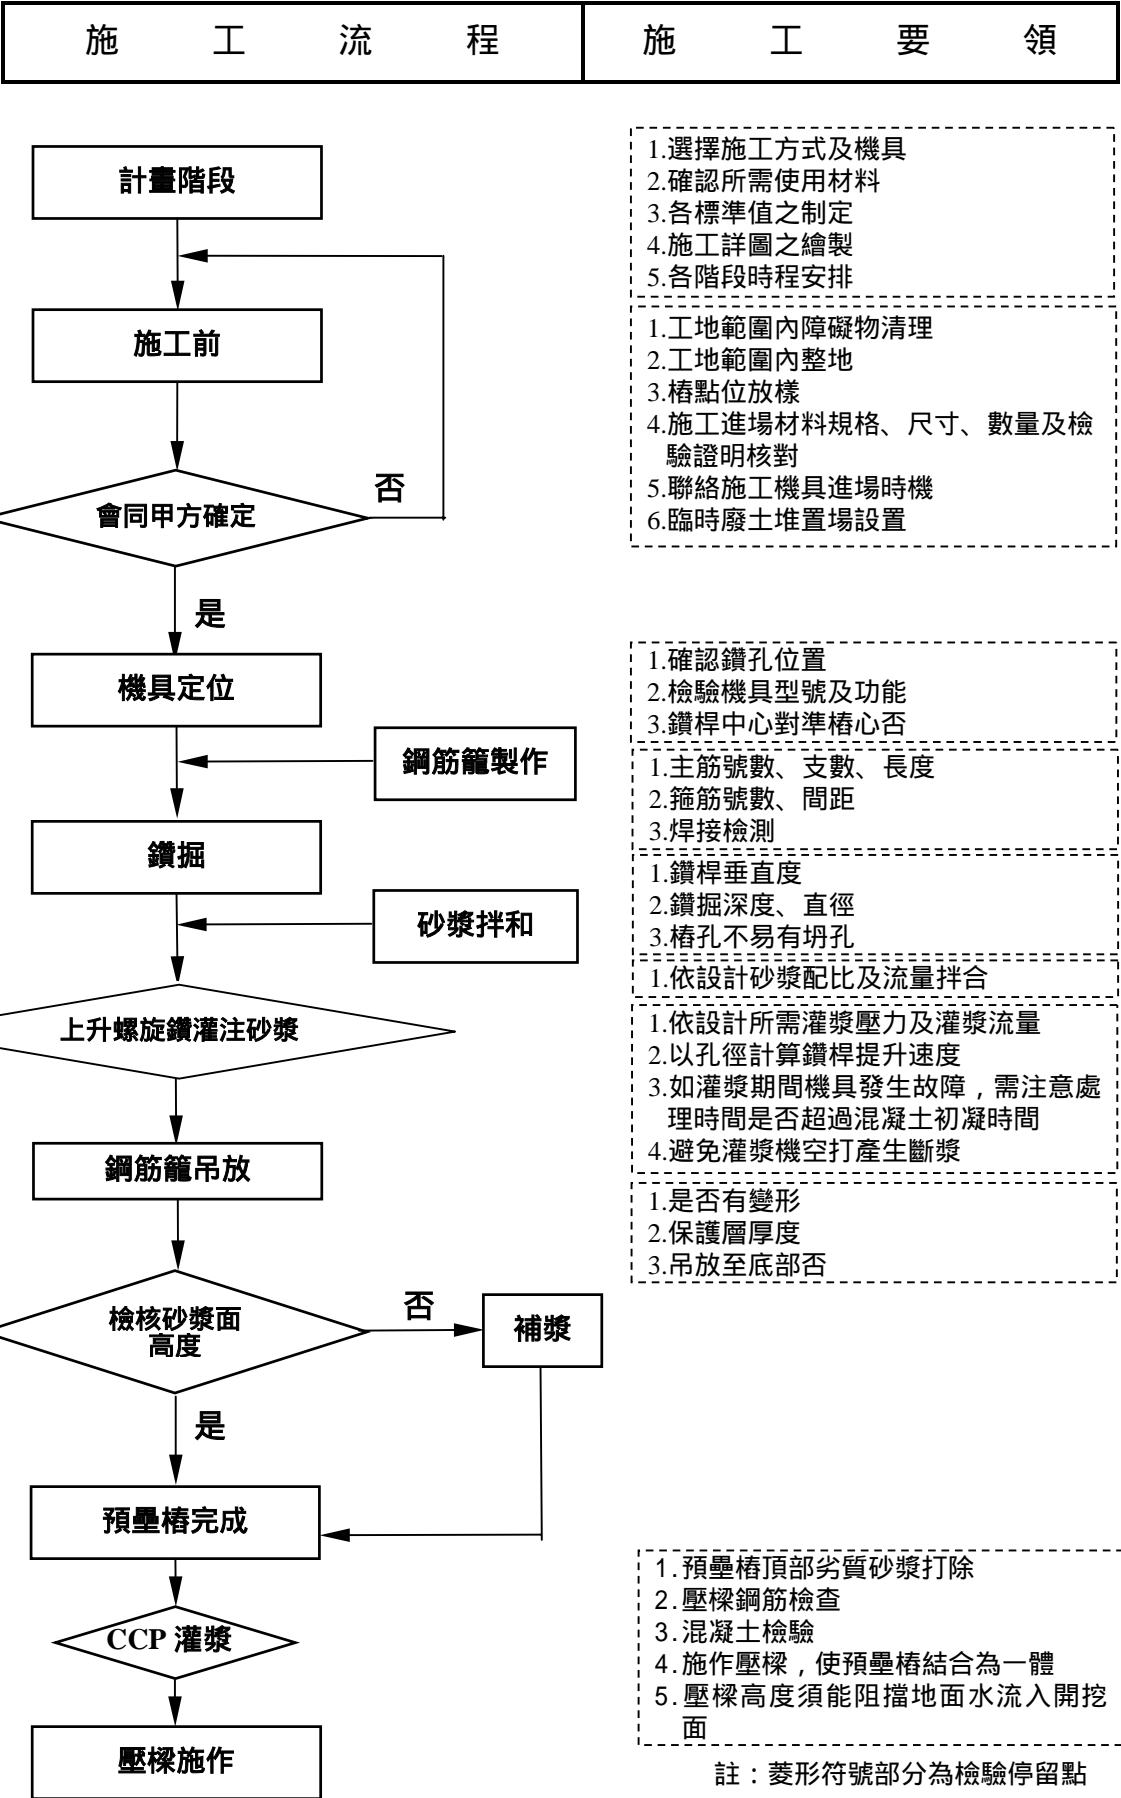 施工流程
施工要領
計畫階段
1.選擇施工方式及機具
2.確認所需使用材料
3.各標準值之制定
4.施工詳圖之繪製
5.各階段時程安排
施工前
1.工地範圍內障礙物清理
2.工地範圍內整地
3.樁點位放樣
4.施工進場材料規格、尺寸、數量及檢
驗證明核對
5.聯絡施工機具進場時機
6.臨時廢土堆置場設置
會同甲方確定
否
是
機具定位
1.確認鑽孔位置
2.檢驗機具型號及功能
3.鑽桿中心對準樁心否
鋼筋籠製作
1.主筋號數、支數、長度
2.箍筋號數、間距
3.焊接檢測
鑽掘
1.鑽桿垂直度
2.鑽掘深度、直徑
3.樁孔不易有坍孔
砂漿拌和
1.依設計砂漿配比及流量拌合
上升螺旋鑽灌注砂漿
1.依設計所需灌漿壓力及灌漿流量
2.以孔徑計算鑽桿提升速度
3.如灌漿期間機具發生故障，需注意處
理時間是否超過混凝土初凝時間
4.避免灌漿機空打產生斷漿
鋼筋籠吊放
1.是否有變形
2.保護層厚度
3.吊放至底部否
檢核砂漿面
高度
否
補漿
是
預壘樁完成
1.預壘樁頂部劣質砂漿打除
2.壓樑鋼筋檢查
3.混凝土檢驗
4.施作壓樑，使預壘樁結合為一體
5.壓樑高度須能阻擋地面水流入開挖
面
CCP 灌漿
壓樑施作
註：菱形符號部分為檢驗停留點